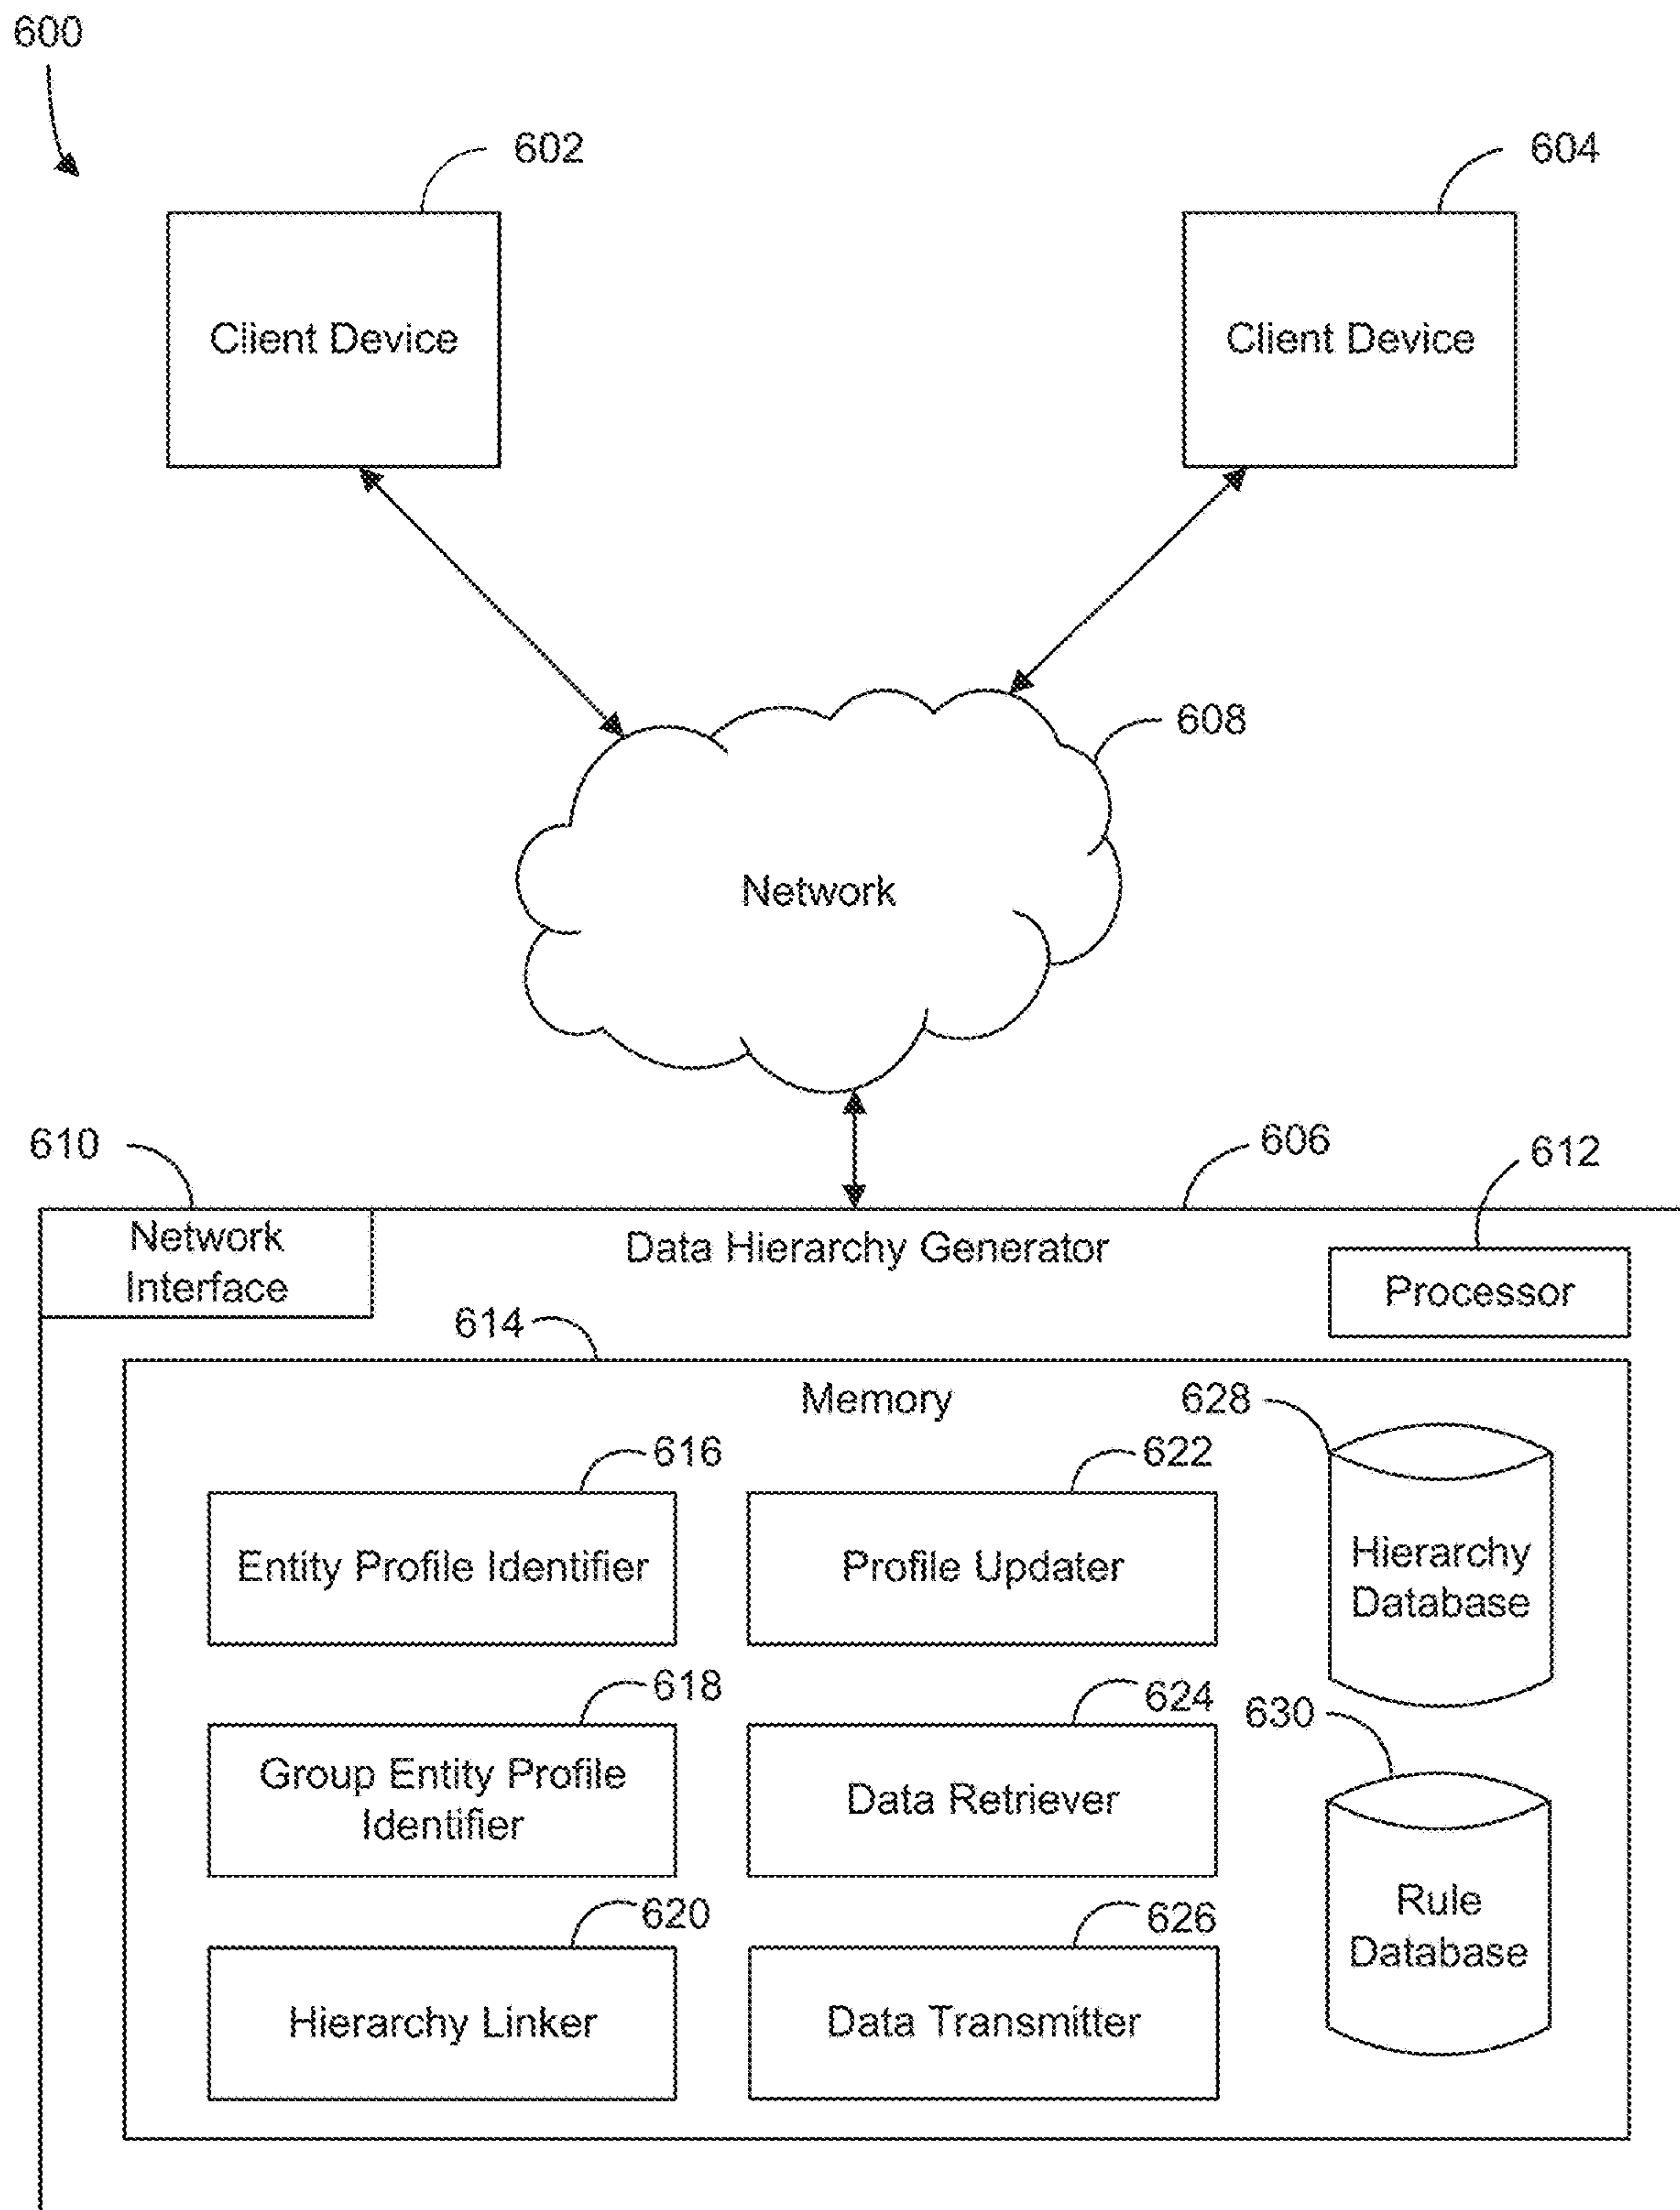 600
602
604
Client Device
Client Device
608
Network
610
606
612
Network
Interface
Data Hierarchy Generator
Processor
614
Memory
628
616
622
Entity Profile Identifier
Profile Updater
Hierarchy
Database
618
624
630
Group Entity Profile
Identifier
Data Retriever
Rule
Database
620
626
Hierarchy Linker
Data Transmitter